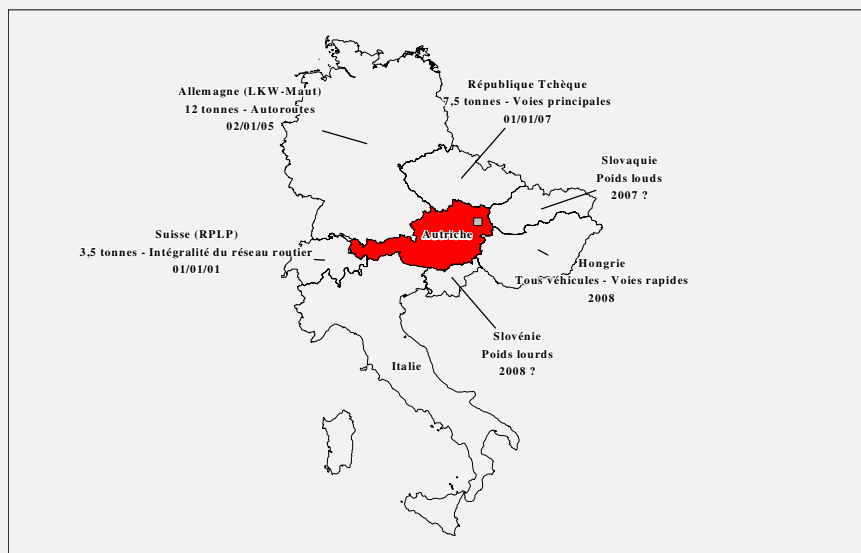 Allemagne (LKW-Maut)
12 tonnes - Autoroutes
02/01/05
République Tchèque
7,5 tonnes - Voies principales
01/01/07
Slovaquie
Poids louds
2007 ?
Suisse (RPLP)
3,5 tonnes - Intégralité du réseau routier
01/01/01
Autriche
Hongrie
Tous véhicules - Voies rapides
2008
Slovénie
Poids lourds
2008 ?
Italie